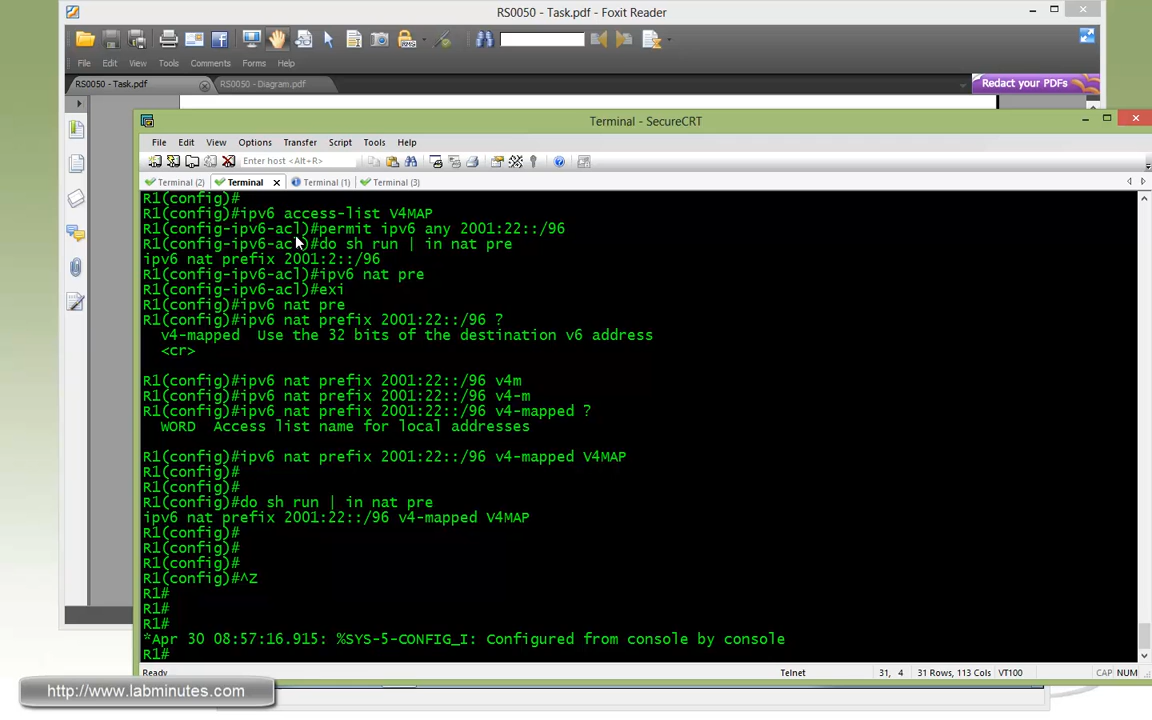 RS0050 - Task.pdf - Foxit Reader
File Edit View Tools Comments Forms Help
RS0050 - Task.pdf RS0050 - Diagram.pdf
Redact your PDFs
Terminal - SecureCRT
File Edit View Options Transfer Script Tools Help
Enter host <Alt+R>
Terminal (2) Terminal Terminal (1) Terminal (3)
R1(config)#
R1(config)#ipv6 access-list V4MAP
R1(config-ipv6-acl)#permit ipv6 any 2001:22::/96
R1(config-ipv6-acl)#do sh run | in nat pre
ipv6 nat prefix 2001:2::/96
R1(config-ipv6-acl)#ipv6 nat pre
R1(config-ipv6-acl)#exi
R1(config)#ipv6 nat pre
R1(config)#ipv6 nat prefix 2001:22::/96 ?
v4-mapped Use the 32 bits of the destination v6 address
<cr>
R1(config)#ipv6 nat prefix 2001:22::/96 v4m
R1(config)#ipv6 nat prefix 2001:22::/96 v4-m
R1(config)#ipv6 nat prefix 2001:22::/96 v4-mapped ?
WORD Access list name for local addresses
R1(config)#ipv6 nat prefix 2001:22::/96 v4-mapped V4MAP
R1(config)#
R1(config)#
R1(config)#do sh run | in nat pre
ipv6 nat prefix 2001:22::/96 v4-mapped V4MAP
R1(config)#
R1(config)#
R1(config)#
R1(config)#^Z
R1#
R1#
R1#
*Apr 30 08:57:16.915: %SYS-5-CONFIG_I: Configured from console by console
R1#
Ready Telnet 31, 4 31 Rows, 113 Cols VT100 CAP NUM
http://www.labminutes.com